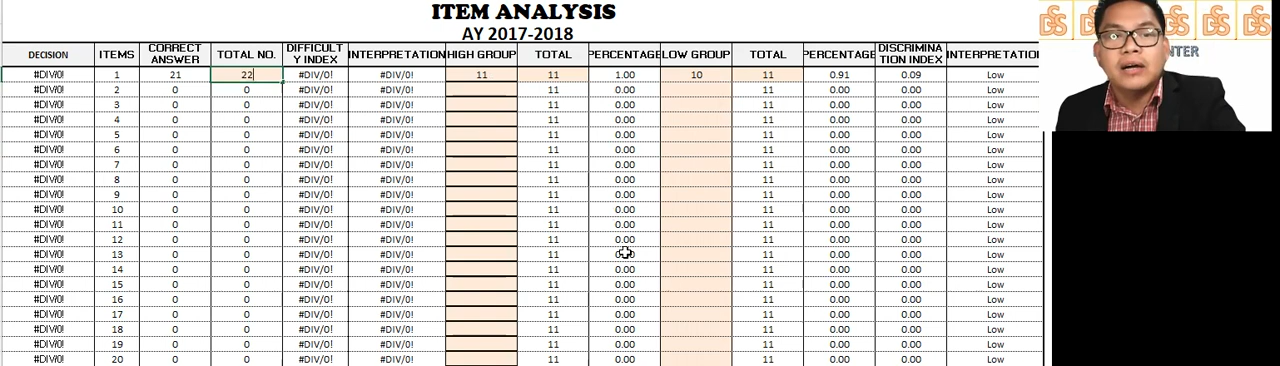 ITEM ANALYSIS
AY 2017-2018
DECISION ITEMS CORRECT ANSWER TOTAL NO. DIFFICULT Y INDEX INTERPRETATION HIGH GROUP TOTAL PERCENTAGE LOW GROUP TOTAL PERCENTAGE DISCRIMINA TION INDEX INTERPRETATION
#DIV/0! 1 21 22 #DIV/0! #DIV/0! 11 11 1.00 10 11 0.91 0.09 Low
#DIV/0! 2 0 0 #DIV/0! #DIV/0! 11 0.00 11 0.00 0.00 Low
#DIV/0! 3 0 0 #DIV/0! #DIV/0! 11 0.00 11 0.00 0.00 Low
#DIV/0! 4 0 0 #DIV/0! #DIV/0! 11 0.00 11 0.00 0.00 Low
#DIV/0! 5 0 0 #DIV/0! #DIV/0! 11 0.00 11 0.00 0.00 Low
#DIV/0! 6 0 0 #DIV/0! #DIV/0! 11 0.00 11 0.00 0.00 Low
#DIV/0! 7 0 0 #DIV/0! #DIV/0! 11 0.00 11 0.00 0.00 Low
#DIV/0! 8 0 0 #DIV/0! #DIV/0! 11 0.00 11 0.00 0.00 Low
#DIV/0! 9 0 0 #DIV/0! #DIV/0! 11 0.00 11 0.00 0.00 Low
#DIV/0! 10 0 0 #DIV/0! #DIV/0! 11 0.00 11 0.00 0.00 Low
#DIV/0! 11 0 0 #DIV/0! #DIV/0! 11 0.00 11 0.00 0.00 Low
#DIV/0! 12 0 0 #DIV/0! #DIV/0! 11 0.00 11 0.00 0.00 Low
#DIV/0! 13 0 0 #DIV/0! #DIV/0! 11 11 0.00 0.00 Low
#DIV/0! 14 0 0 #DIV/0! #DIV/0! 11 0.00 11 0.00 0.00 Low
#DIV/0! 15 0 0 #DIV/0! #DIV/0! 11 0.00 11 0.00 0.00 Low
#DIV/0! 16 0 0 #DIV/0! #DIV/0! 11 0.00 11 0.00 0.00 Low
#DIV/0! 17 0 0 #DIV/0! #DIV/0! 11 0.00 11 0.00 0.00 Low
#DIV/0! 18 0 0 #DIV/0! #DIV/0! 11 0.00 11 0.00 0.00 Low
#DIV/0! 19 0 0 #DIV/0! #DIV/0! 11 0.00 11 0.00 0.00 Low
#DIV/0! 20 0 0 #DIV/0! #DIV/0! 11 0.00 11 0.00 0.00 Low